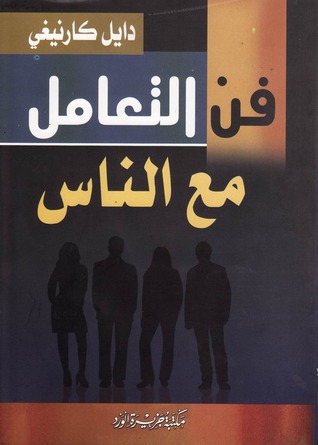 دايل كارنيغي
فن التعامل
مع الناس
مكتبة جزيرة الورد